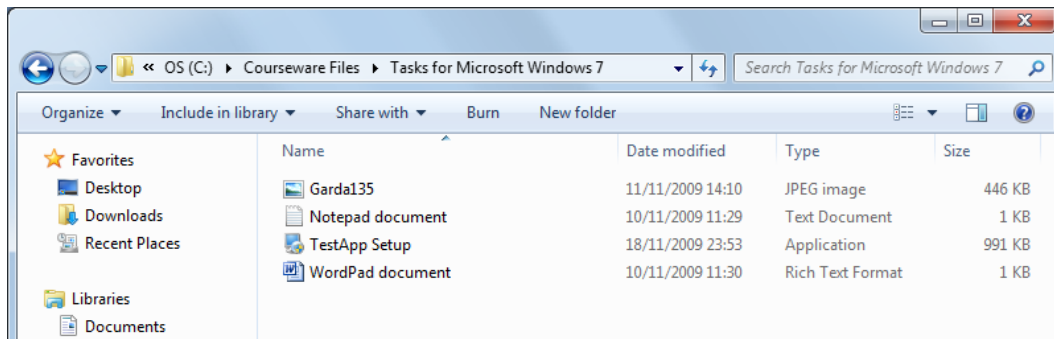 « OS (C:) ▸ Courseware Files ▸ Tasks for Microsoft Windows 7 Search Tasks for Microsoft Windows 7
Organize Include in library Share with Burn New folder
Favorites
Desktop
Downloads
Recent Places
Libraries
Documents
Name Date modified Type Size
Garda135 11/11/2009 14:10 JPEG image 446 KB
Notepad document 10/11/2009 11:29 Text Document 1 KB
TestApp Setup 18/11/2009 23:53 Application 991 KB
WordPad document 10/11/2009 11:30 Rich Text Format 1 KB